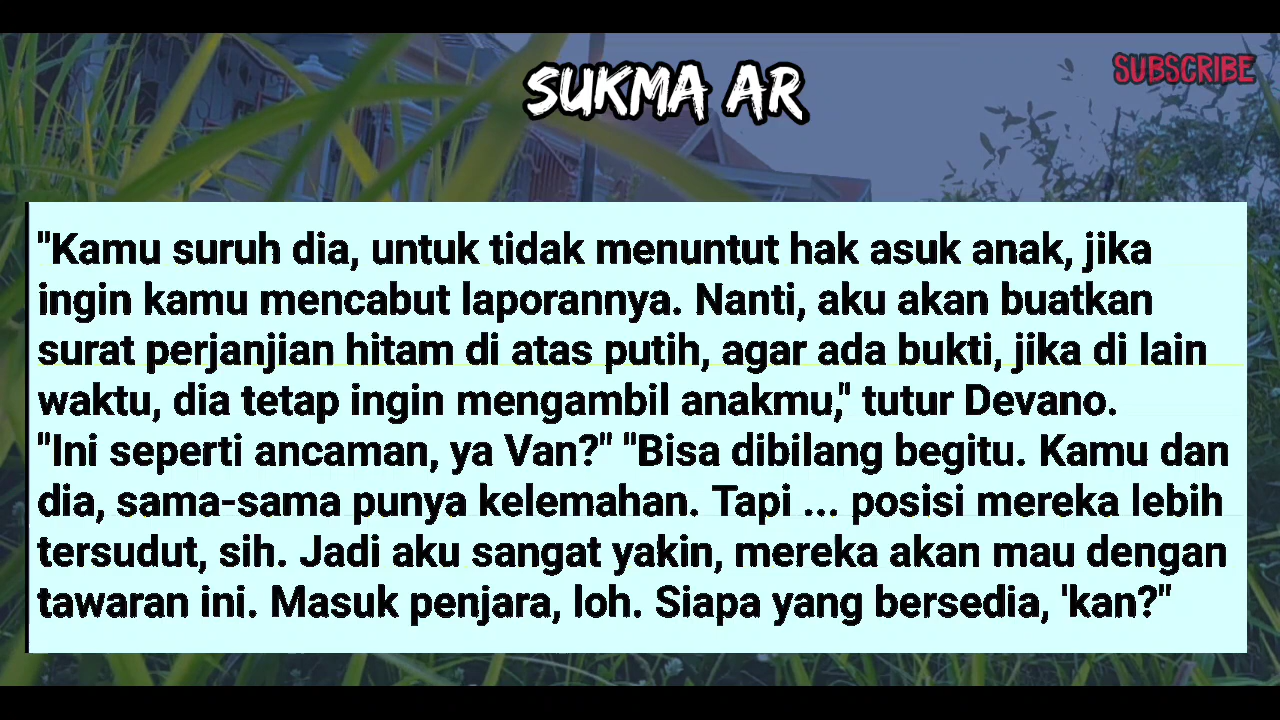 SUKMA AR
SUBSCRIBE
"Kamu suruh dia, untuk tidak menuntut hak asuk anak, jika
ingin kamu mencabut laporannya. Nanti, aku akan buatkan
surat perjanjian hitam di atas putih, agar ada bukti, jika di lain
waktu, dia tetap ingin mengambil anakmu," tutur Devano.
"Ini seperti ancaman, ya Van?" "Bisa dibilang begitu. Kamu dan
dia, sama-sama punya kelemahan. Tapi ... posisi mereka lebih
tersudut, sih. Jadi aku sangat yakin, mereka akan mau dengan
tawaran ini. Masuk penjara, loh. Siapa yang bersedia, 'kan?"